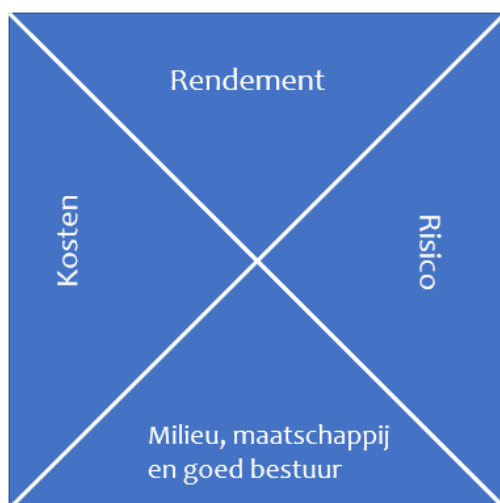 Rendement
Kosten
Risico
Milieu, maatschappij
en goed bestuur